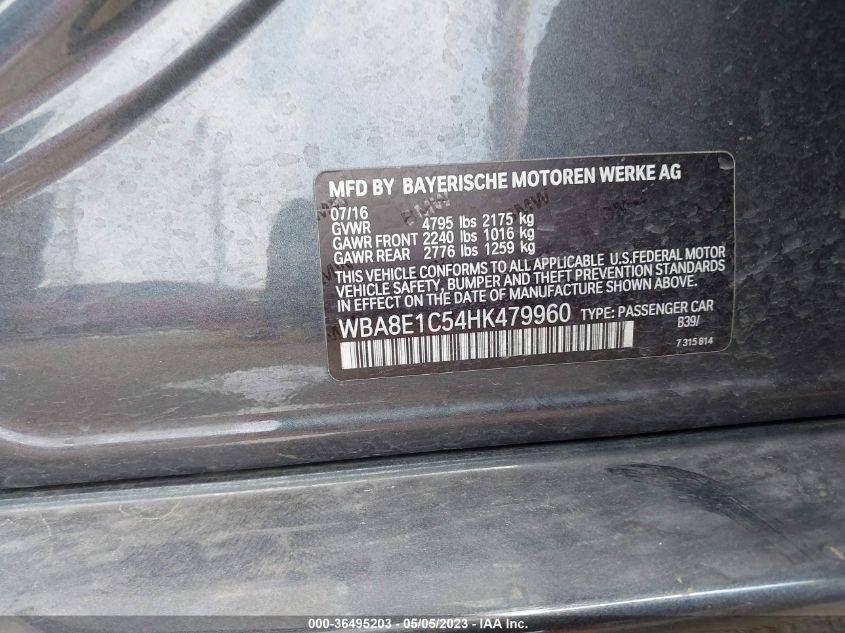 MFD BY BAYERISCHE MOTOREN WERKE AG
07/16
GVWR 4795 lbs 2175 kg
GAWR FRONT 2240 lbs 1016 kg
GAWR REAR 2776 lbs 1259 kg
THIS VEHICLE CONFORMS TO ALL APPLICABLE U.S.FEDERAL MOTOR
VEHICLE SAFETY, BUMPER AND THEFT PREVENTION STANDARDS
IN EFFECT ON THE DATE OF MANUFACTURE SHOWN ABOVE.
WBA8E1C54HK479960 TYPE: PASSENGER CAR
B39/
7 315 814
000-36495203 - 05/05/2023 - IAA Inc.